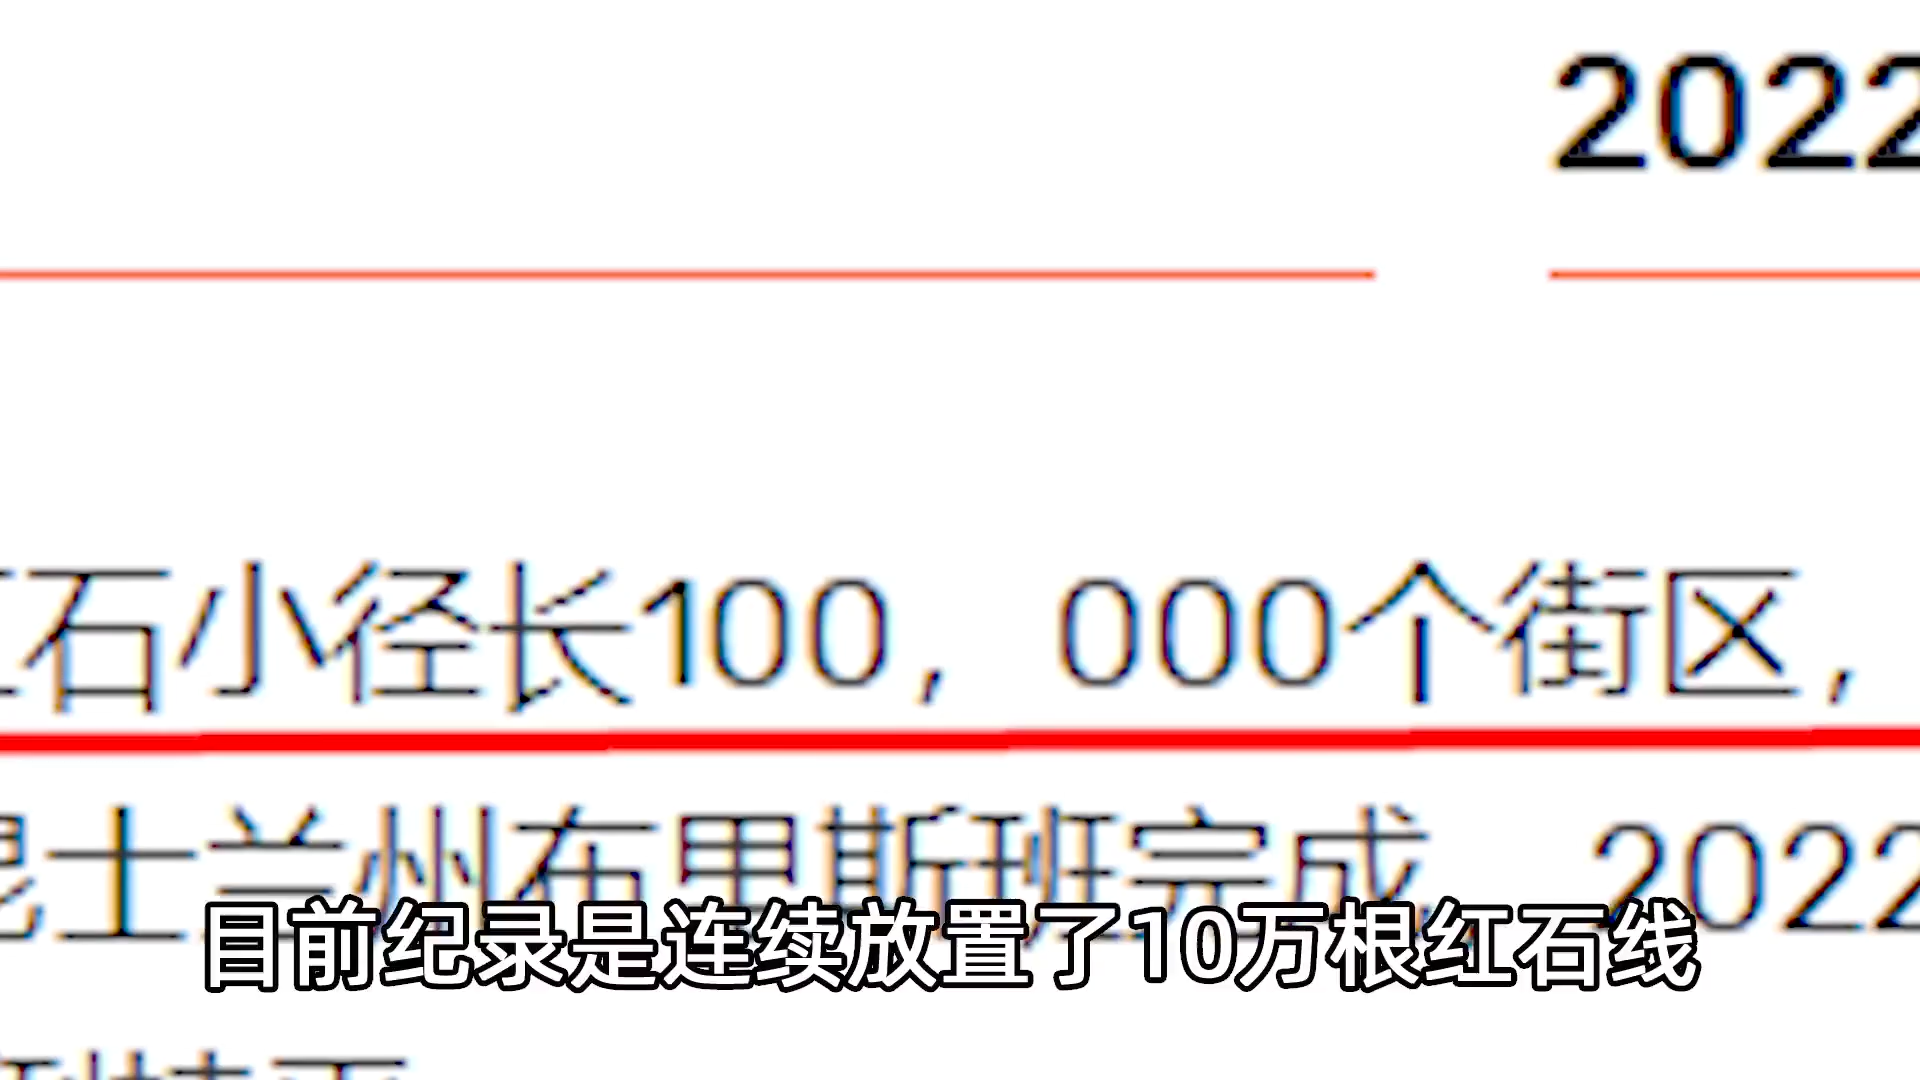 2022
石小径长100，000个街区，
士兰州布里斯班完成，2022
目前纪录是连续放置了10万根红石线